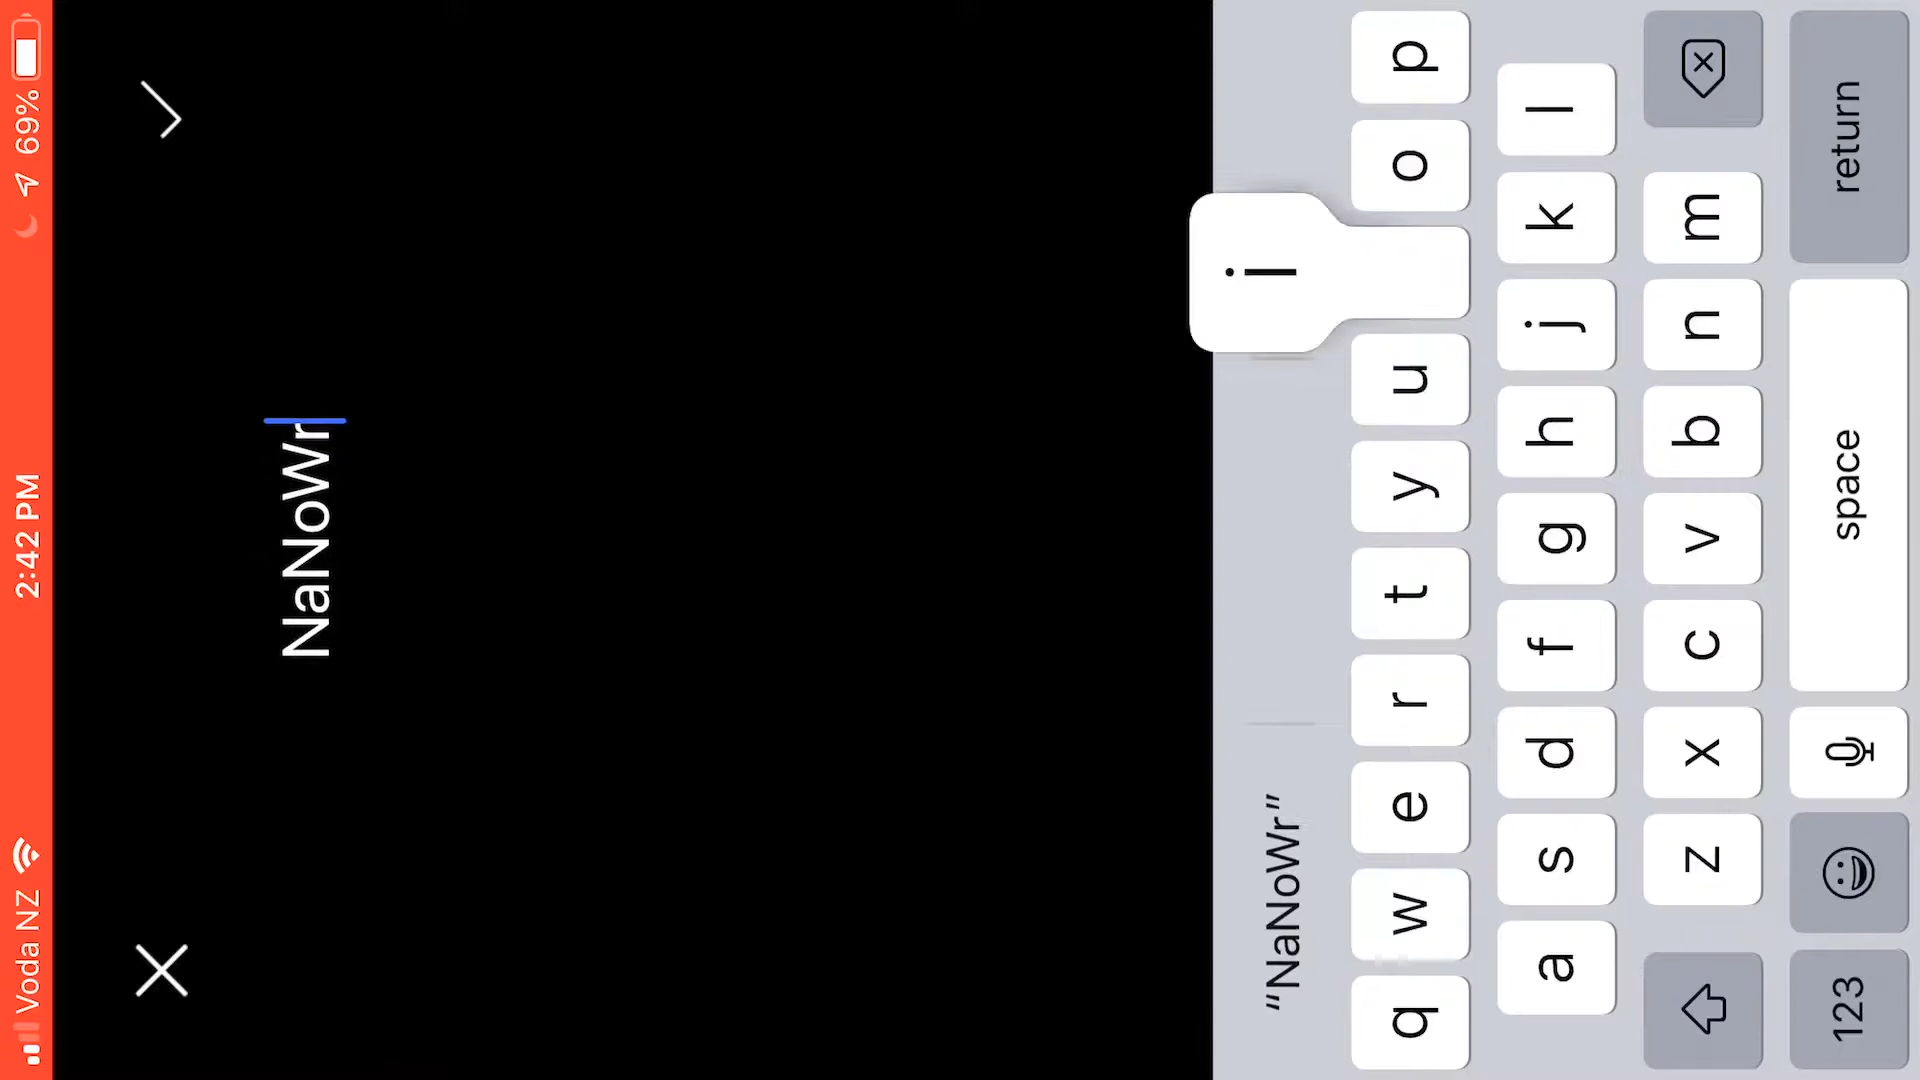 Voda NZ 2:42 PM 69%
NaNoWr
“NaNoWr”
i
q w e r t y u o p
a s d f g h j k l
z x c v b n m
123 space return